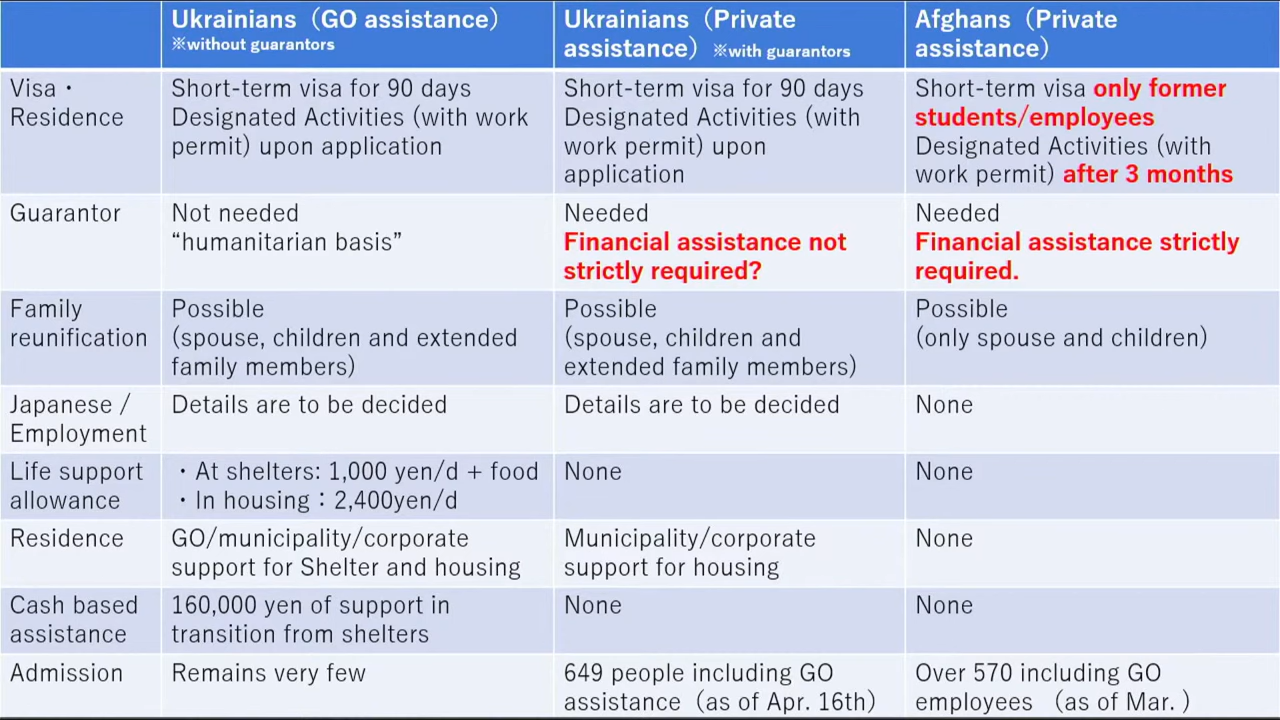 Ukrainians（GO assistance）
※without guarantors
Ukrainians（Private
assistance）※with guarantors
Afghans（Private
assistance）
Visa・
Residence
Short-term visa for 90 days
Designated Activities (with work
permit) upon application
Short-term visa for 90 days
Designated Activities (with
work permit) upon
application
Short-term visa only former
students/employees
Designated Activities (with
work permit) after 3 months
Guarantor
Not needed
“humanitarian basis”
Needed
Financial assistance not
strictly required?
Needed
Financial assistance strictly
required.
Family
reunification
Possible
(spouse, children and extended
family members)
Possible
(spouse, children and
extended family members)
Possible
(only spouse and children)
Japanese /
Employment
Details are to be decided
Details are to be decided
None
Life support
allowance
・At shelters: 1,000 yen/d + food
・In housing：2,400yen/d
None
None
Residence
GO/municipality/corporate
support for Shelter and housing
Municipality/corporate
support for housing
None
Cash based
assistance
160,000 yen of support in
transition from shelters
None
None
Admission
Remains very few
649 people including GO
assistance（as of Apr. 16th）
Over 570 including GO
employees （as of Mar. ）